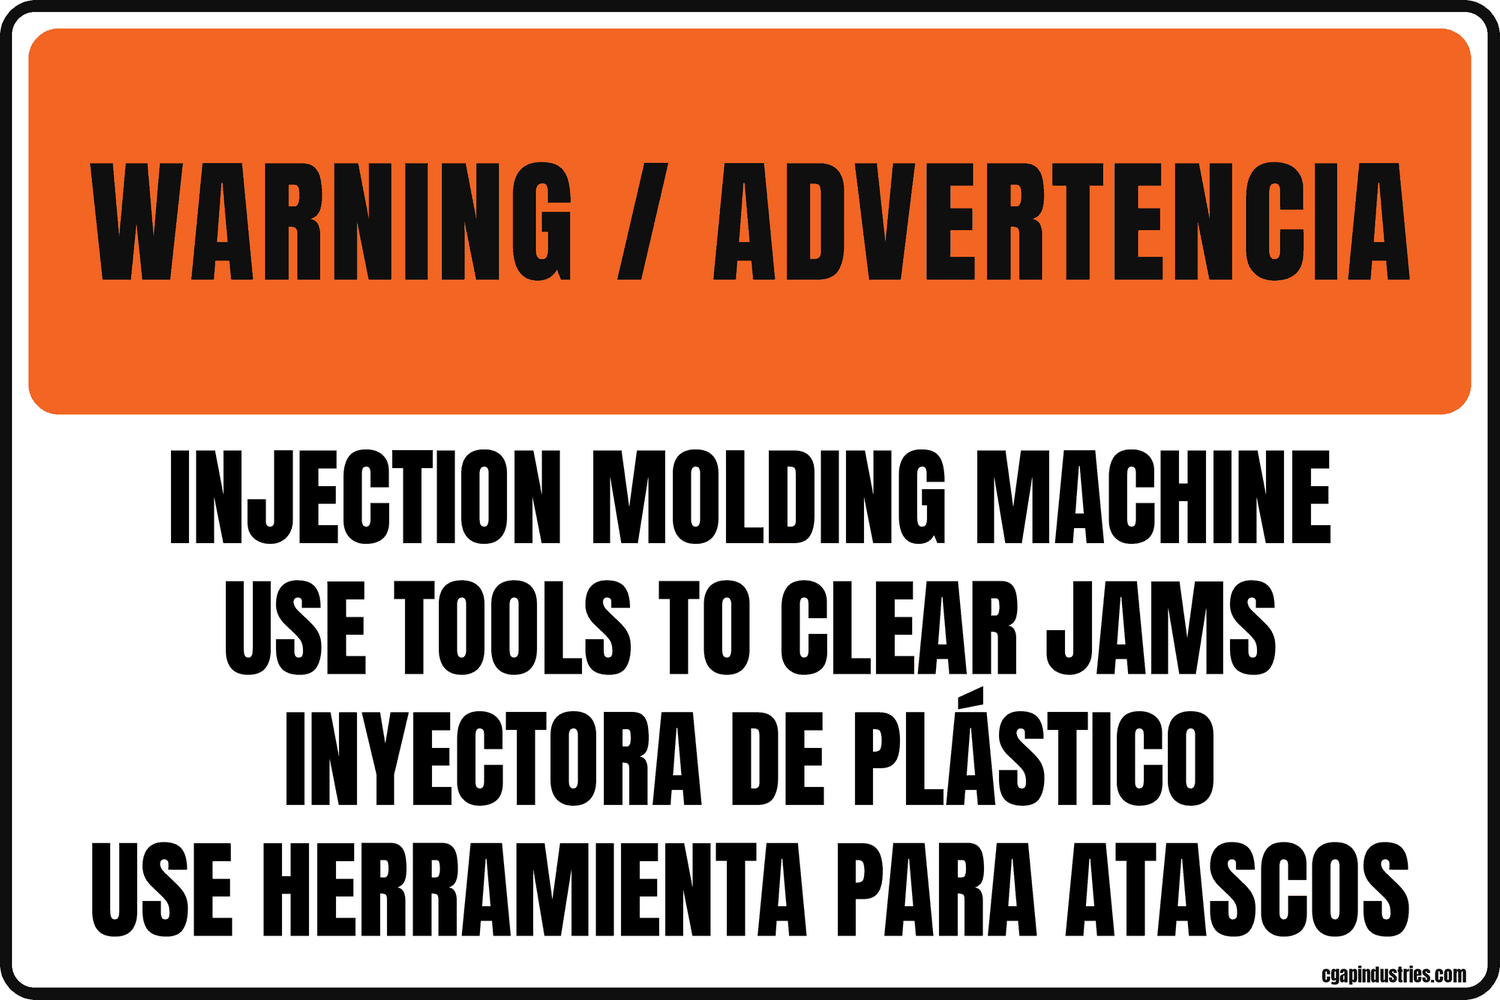 WARNING / ADVERTENCIA
INJECTION MOLDING MACHINE
USE TOOLS TO CLEAR JAMS
INYECTORA DE PLÁSTICO
USE HERRAMIENTA PARA ATASCOS
cgapindustries.com